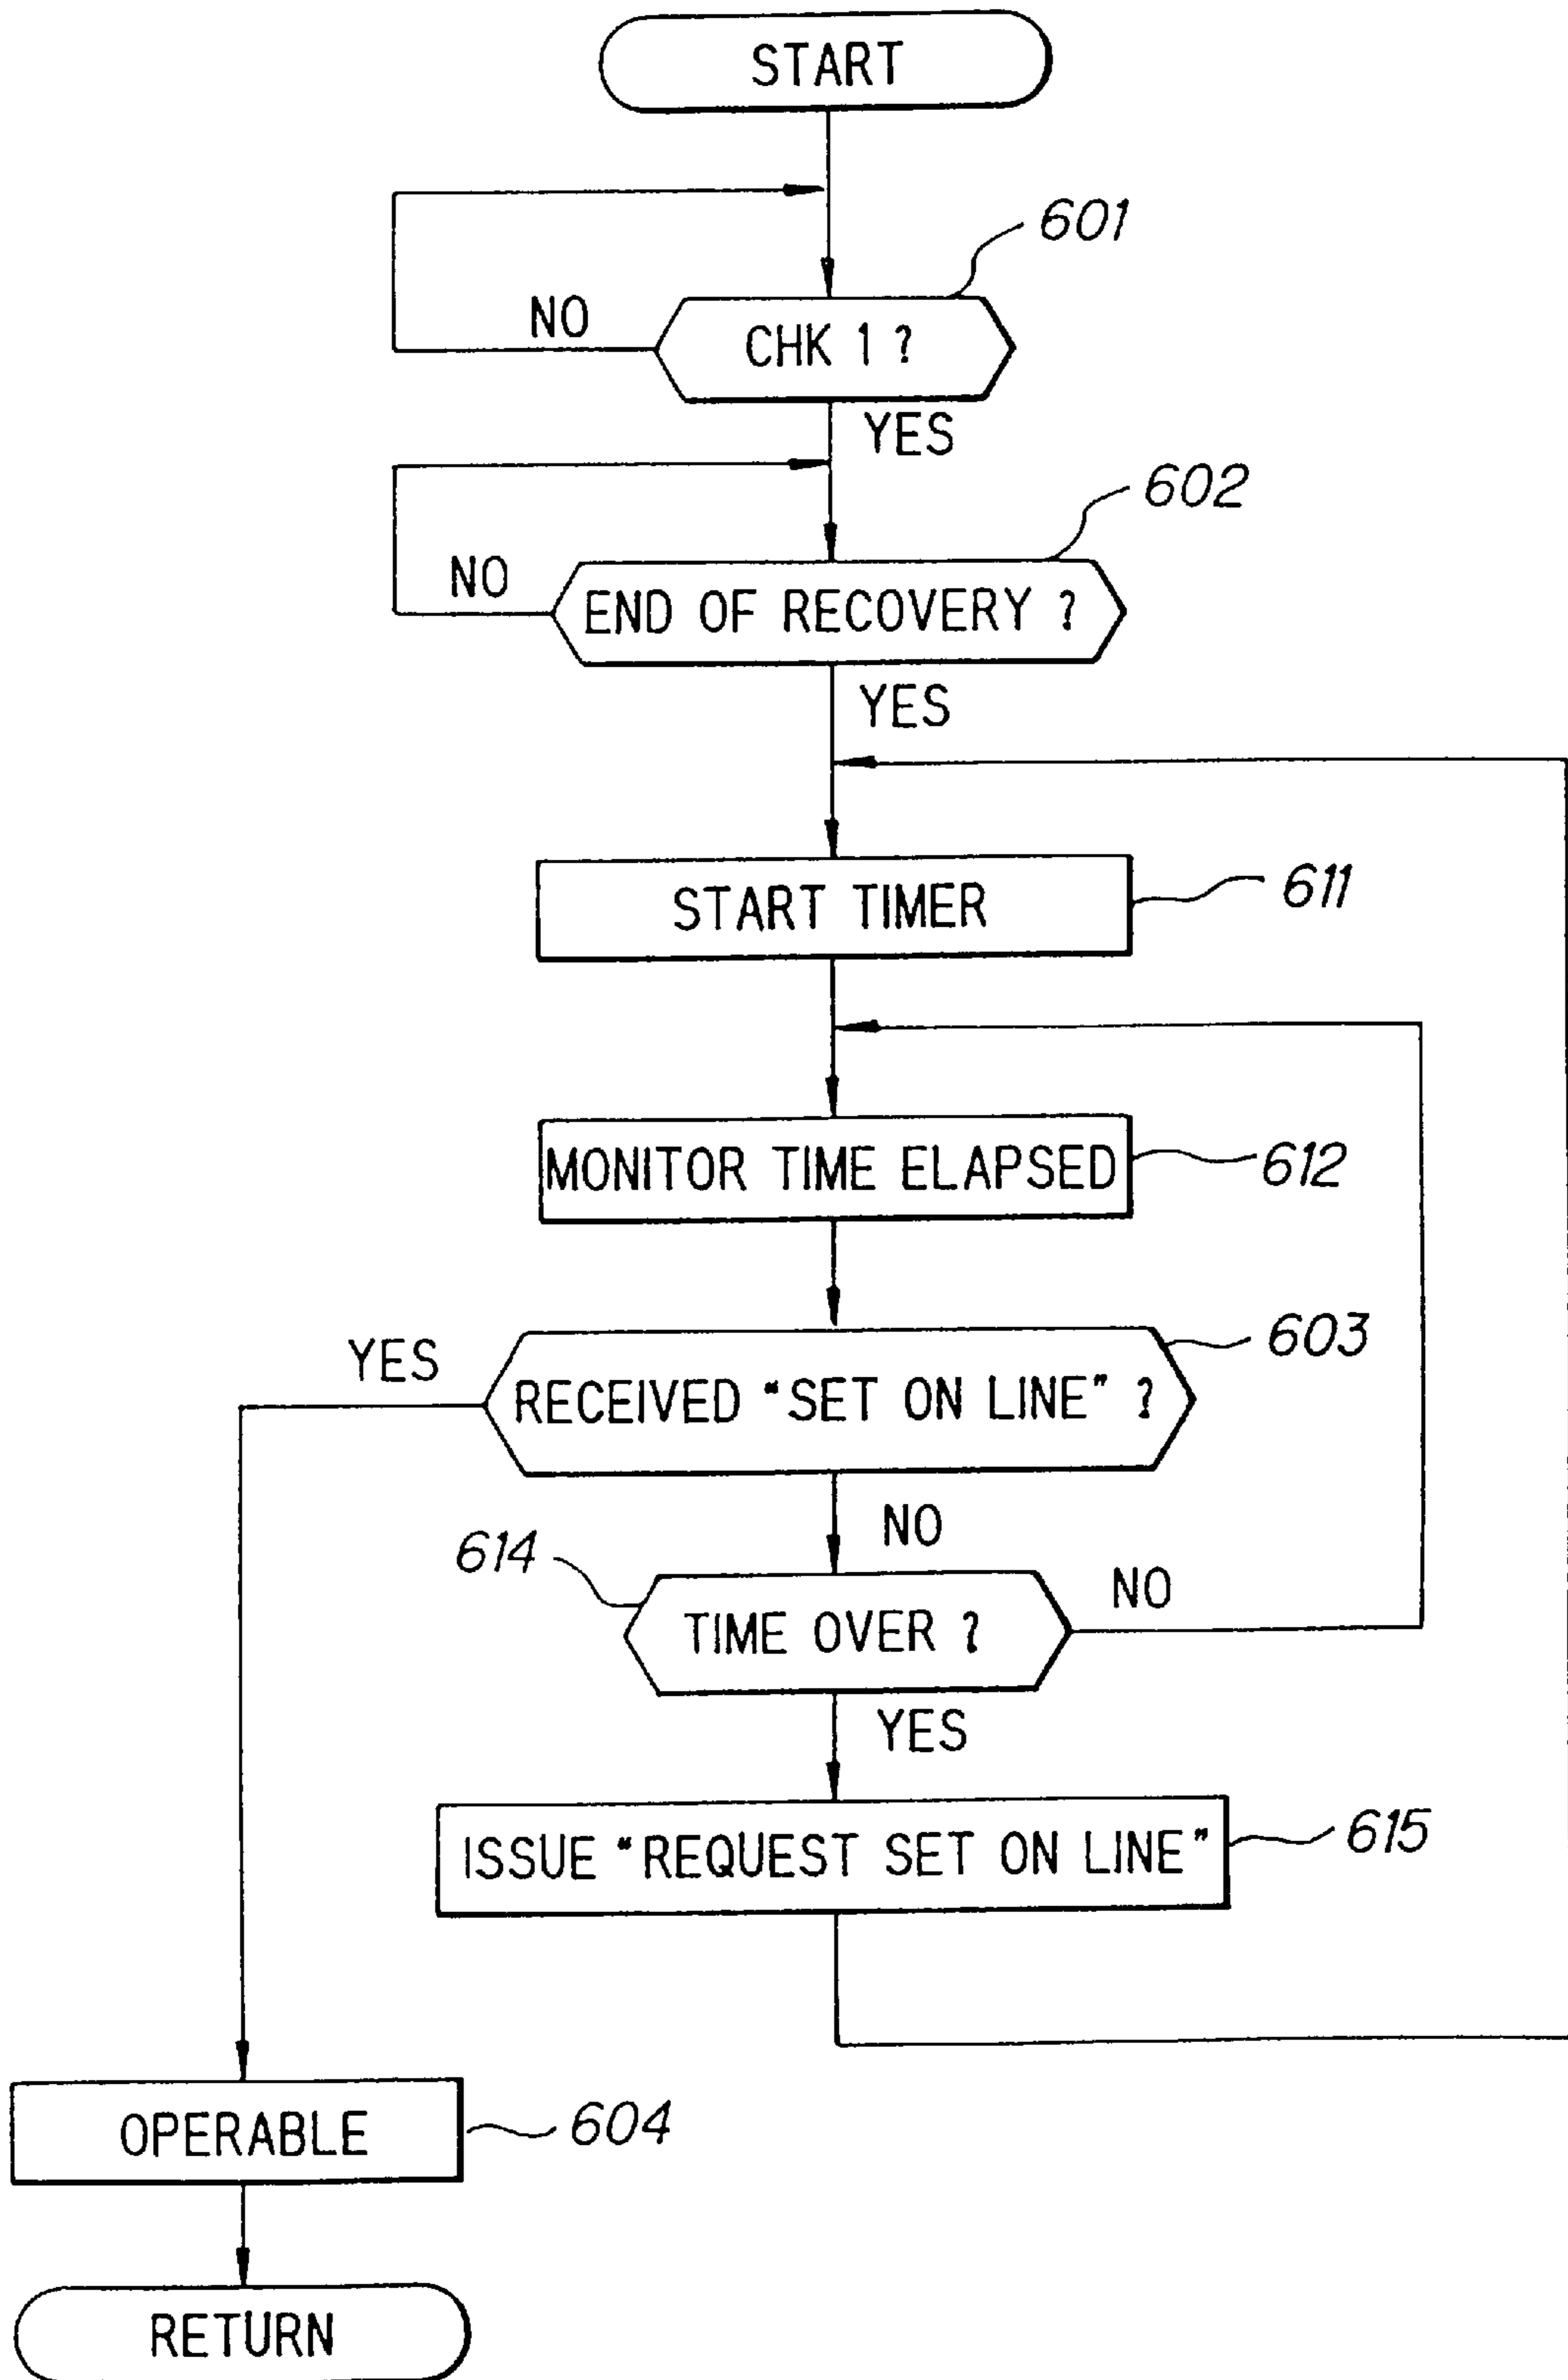 START
601
NO
CHK 1 ?
YES
602
NO
END OF RECOVERY ?
YES
START TIMER
611
MONITOR TIME ELAPSED
612
YES
603
RECEIVED “SET ON LINE” ?
NO
614
NO
TIME OVER ?
YES
ISSUE “REQUEST SET ON LINE”
615
OPERABLE
604
RETURN